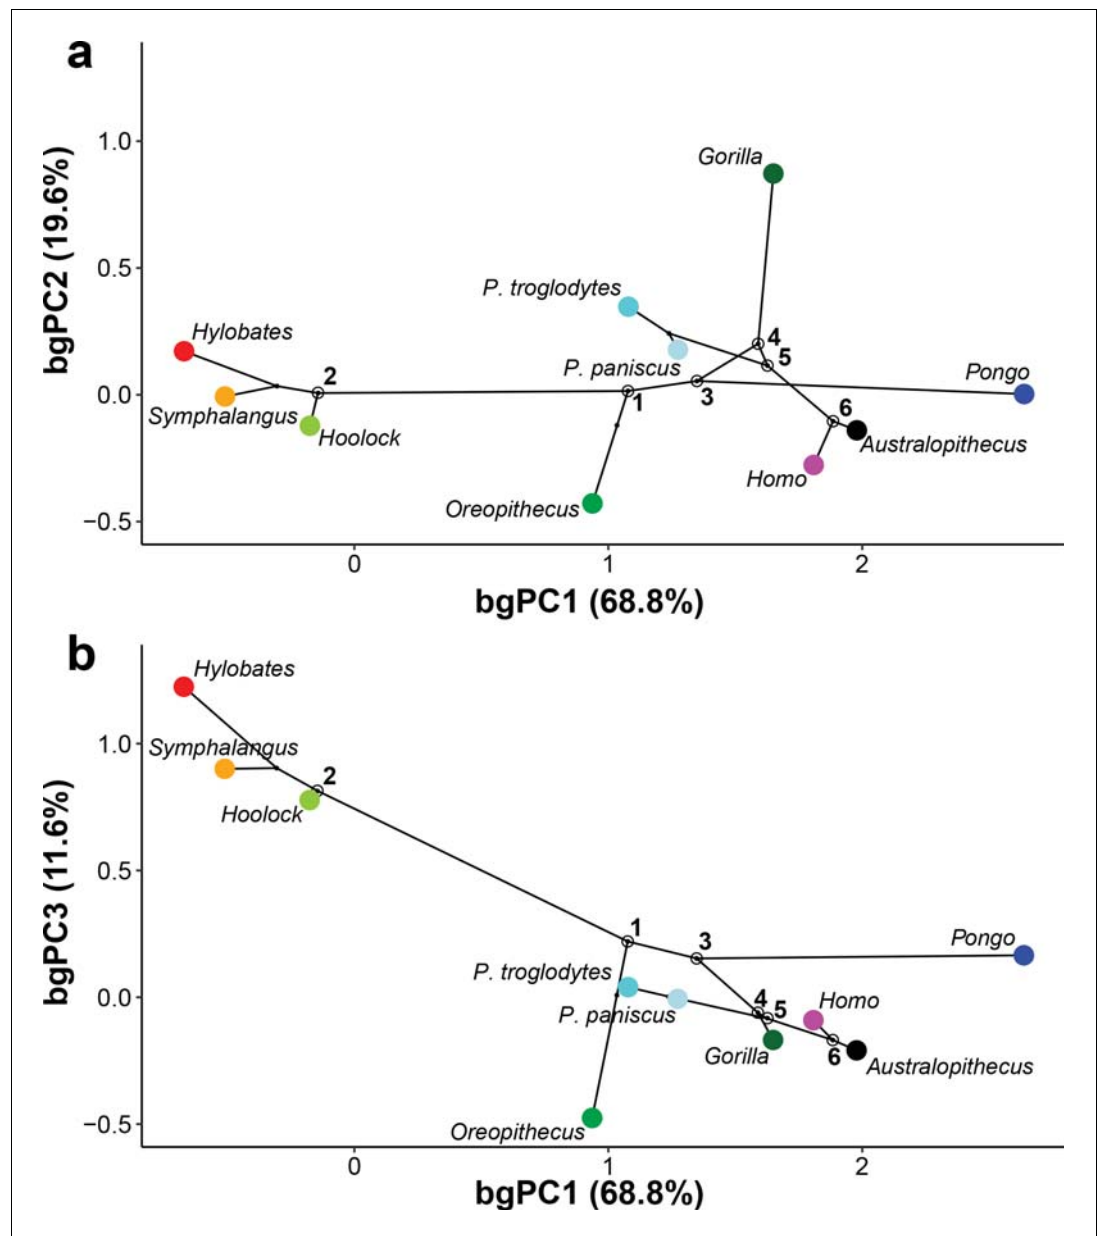 a
bgPC2 (19.6%)
1.0
0.5
0.0
−0.5
Gorilla
P. troglodytes
Hylobates
4
5
P. paniscus
Pongo
2
3
1
6
Symphalangus
Hoolock
Australopithecus
Homo
Oreopithecus
0
1
2
bgPC1 (68.8%)
b
bgPC3 (11.6%)
1.0
0.5
0.0
−0.5
Hylobates
Symphalangus
2
Hoolock
1
3
Pongo
P. troglodytes
4
5
Homo
P. paniscus
Gorilla
6
Australopithecus
Oreopithecus
0
1
2
bgPC1 (68.8%)